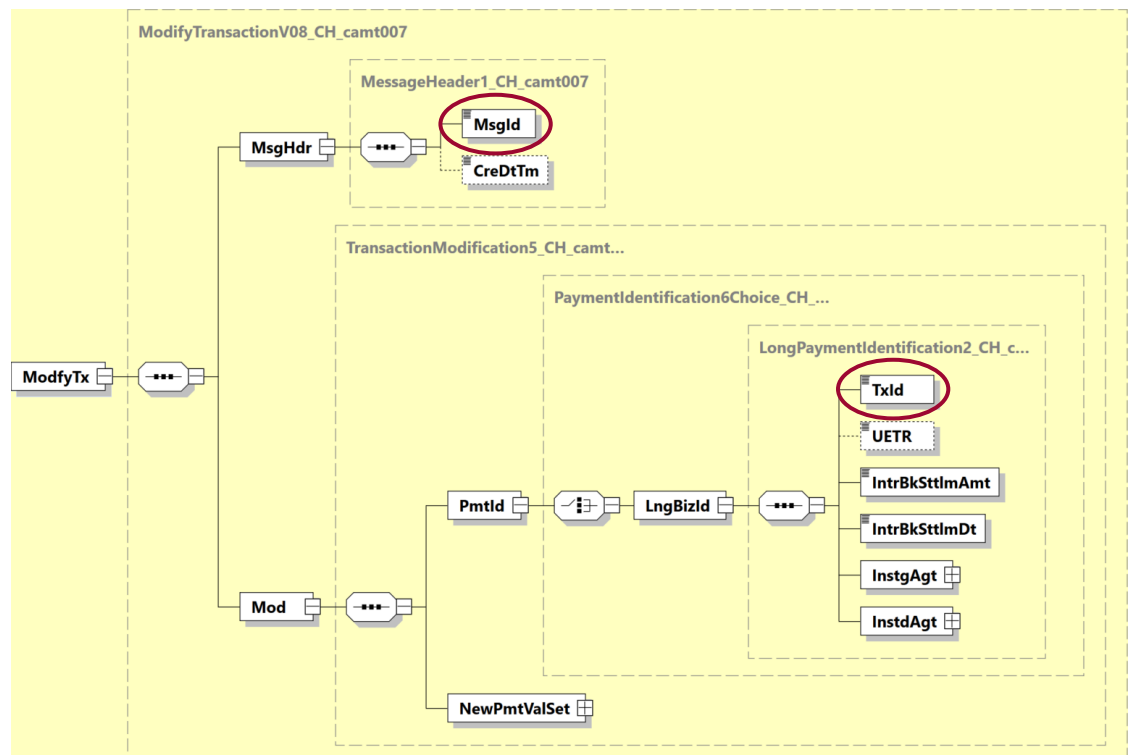 ModifyTransactionV08_CH_camt007
MessageHeader1_CH_camt007
MsgId
MsgHdr
CreDtTm
TransactionModification5_CH_camt...
PaymentIdentification6Choice_CH_...
LongPaymentIdentification2_CH_c...
ModfyTx
TxId
UETR
IntrBkSttlmAmt
PmtId
LngBizId
IntrBkSttlmDt
InstgAgt
Mod
InstdAgt
NewPmtValSet